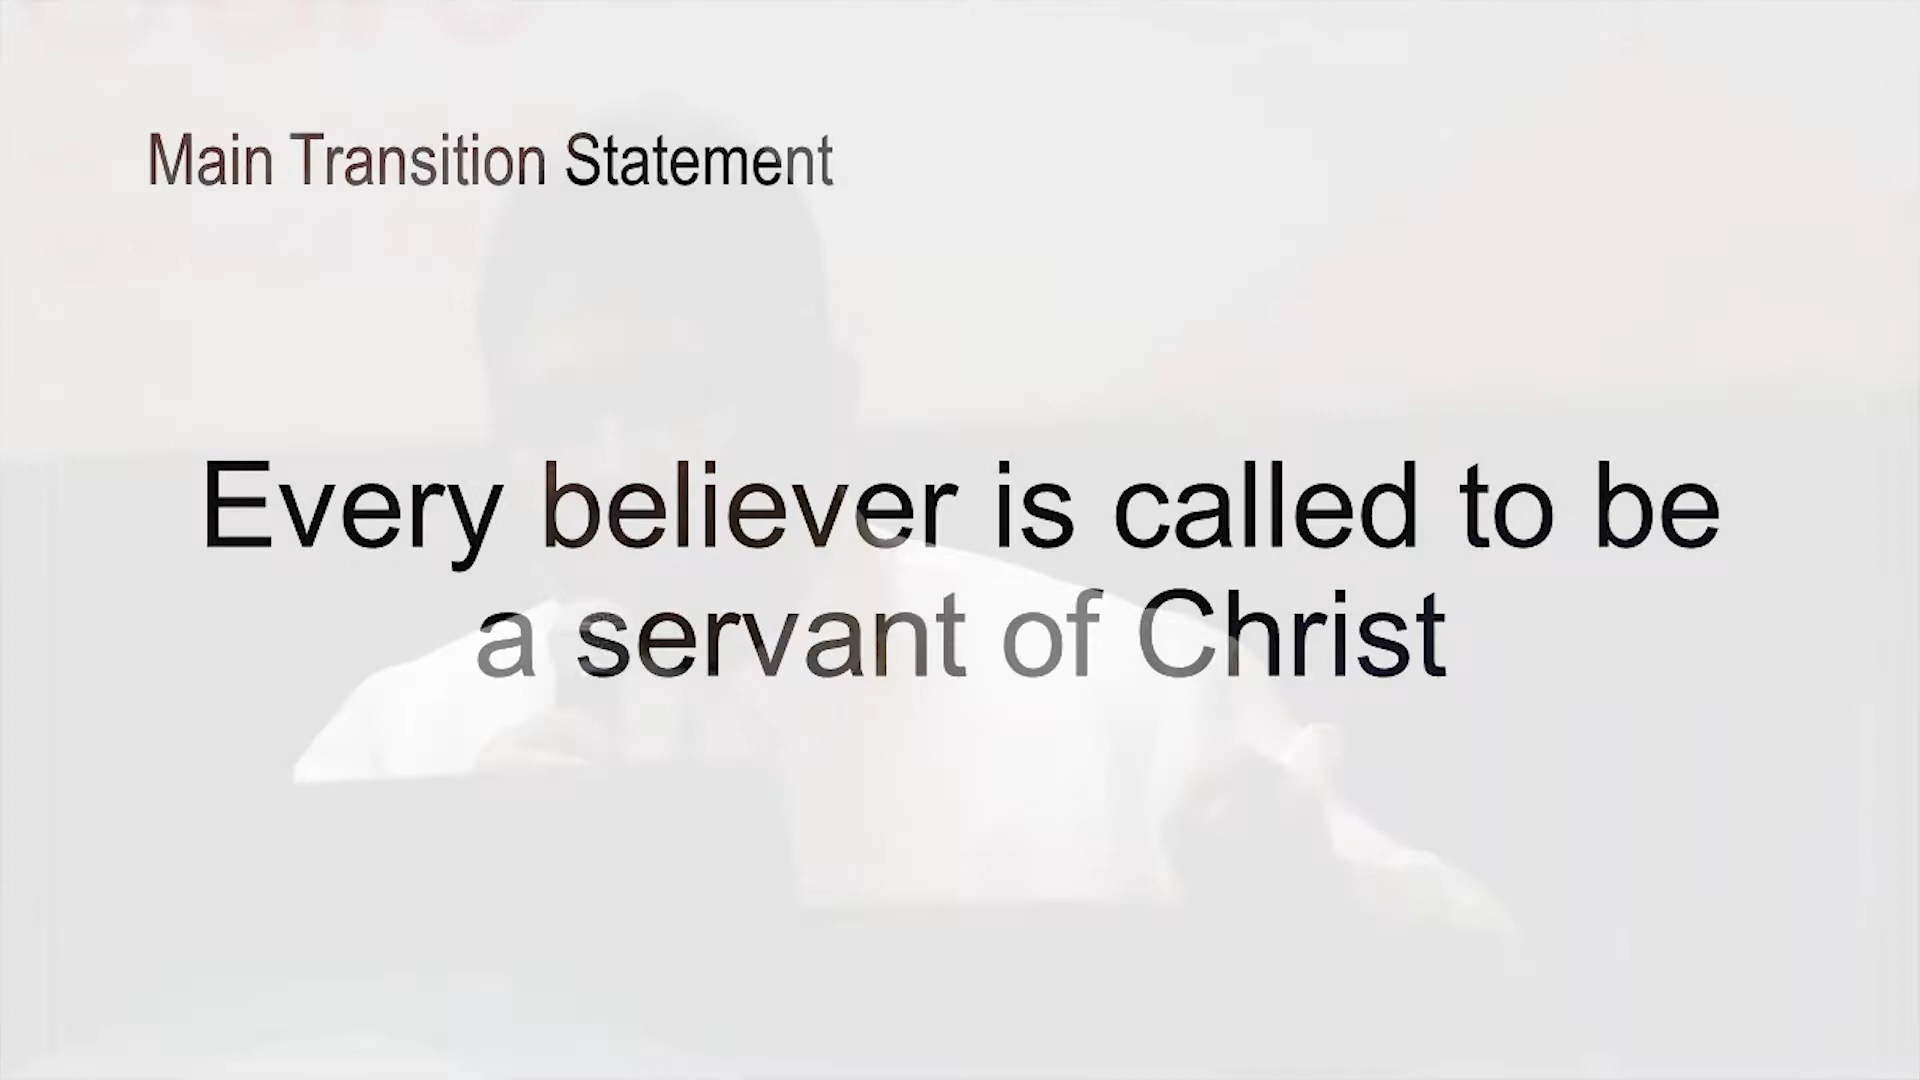 Main Transition Statement
Every believer is called to be
a servant of Christ